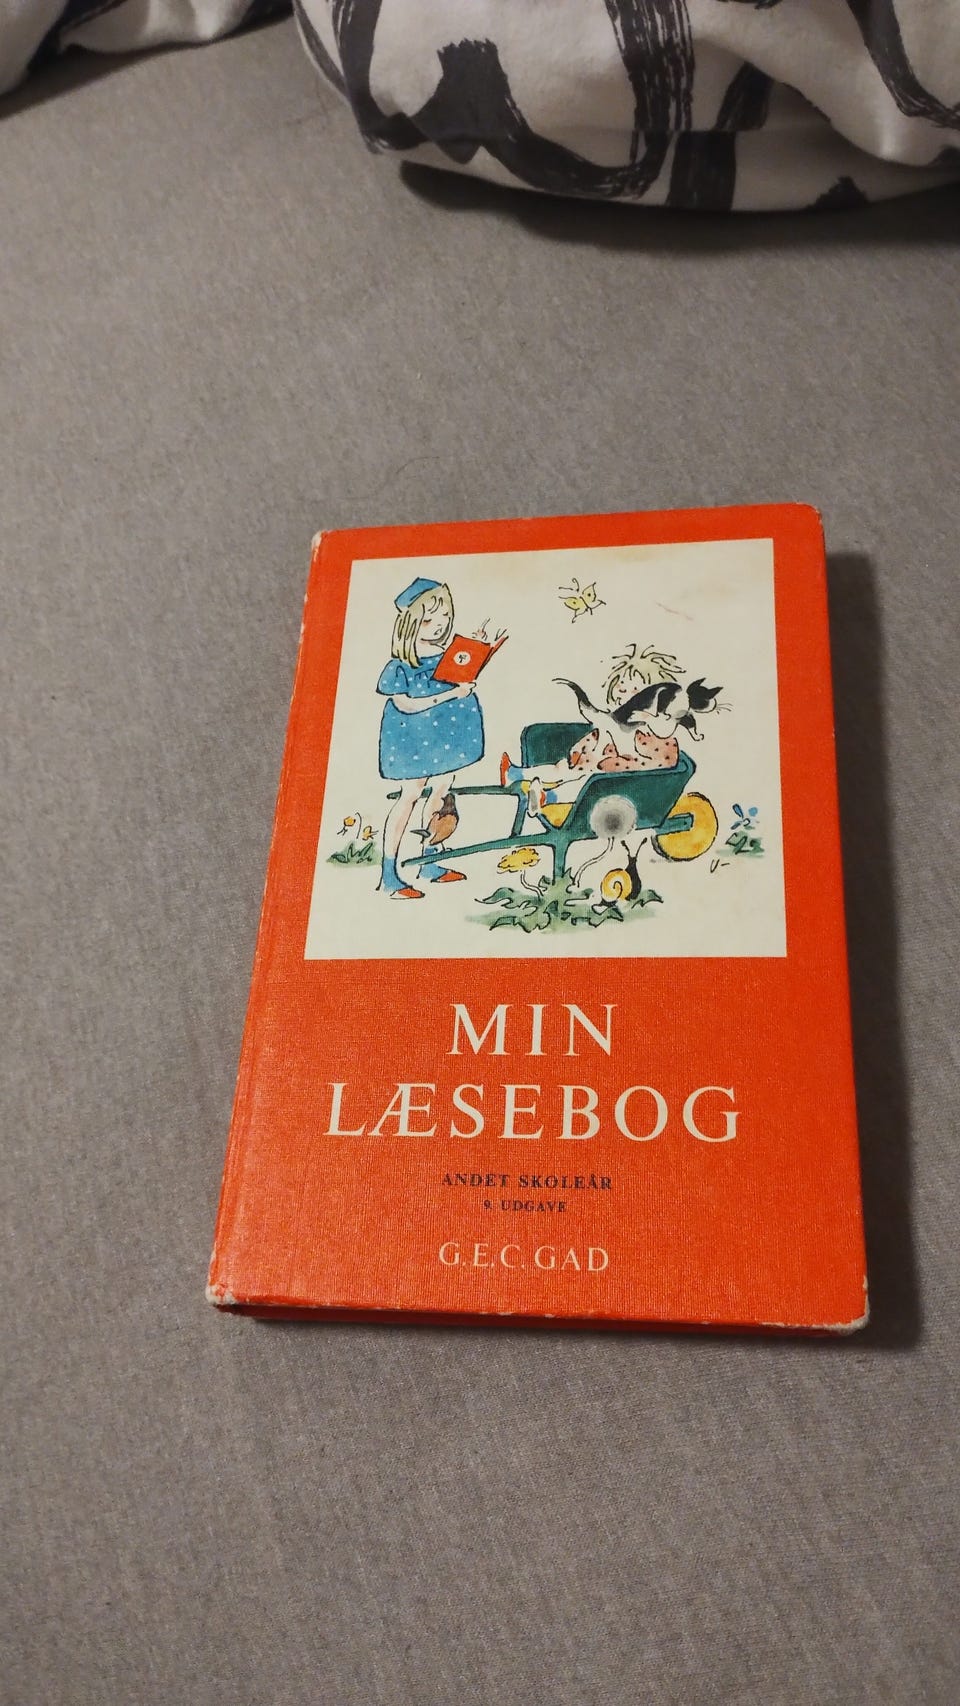 MIN
LÆSEBOG
ANDET SKOLEÅR
9. UDGAVE
G.E.C. GAD